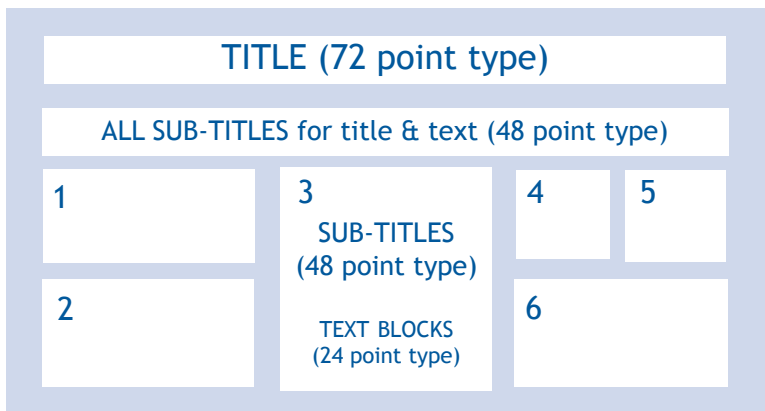 TITLE (72 point type)
ALL SUB-TITLES for title & text (48 point type)
1
2
3
SUB-TITLES
(48 point type)
TEXT BLOCKS
(24 point type)
4
5
6